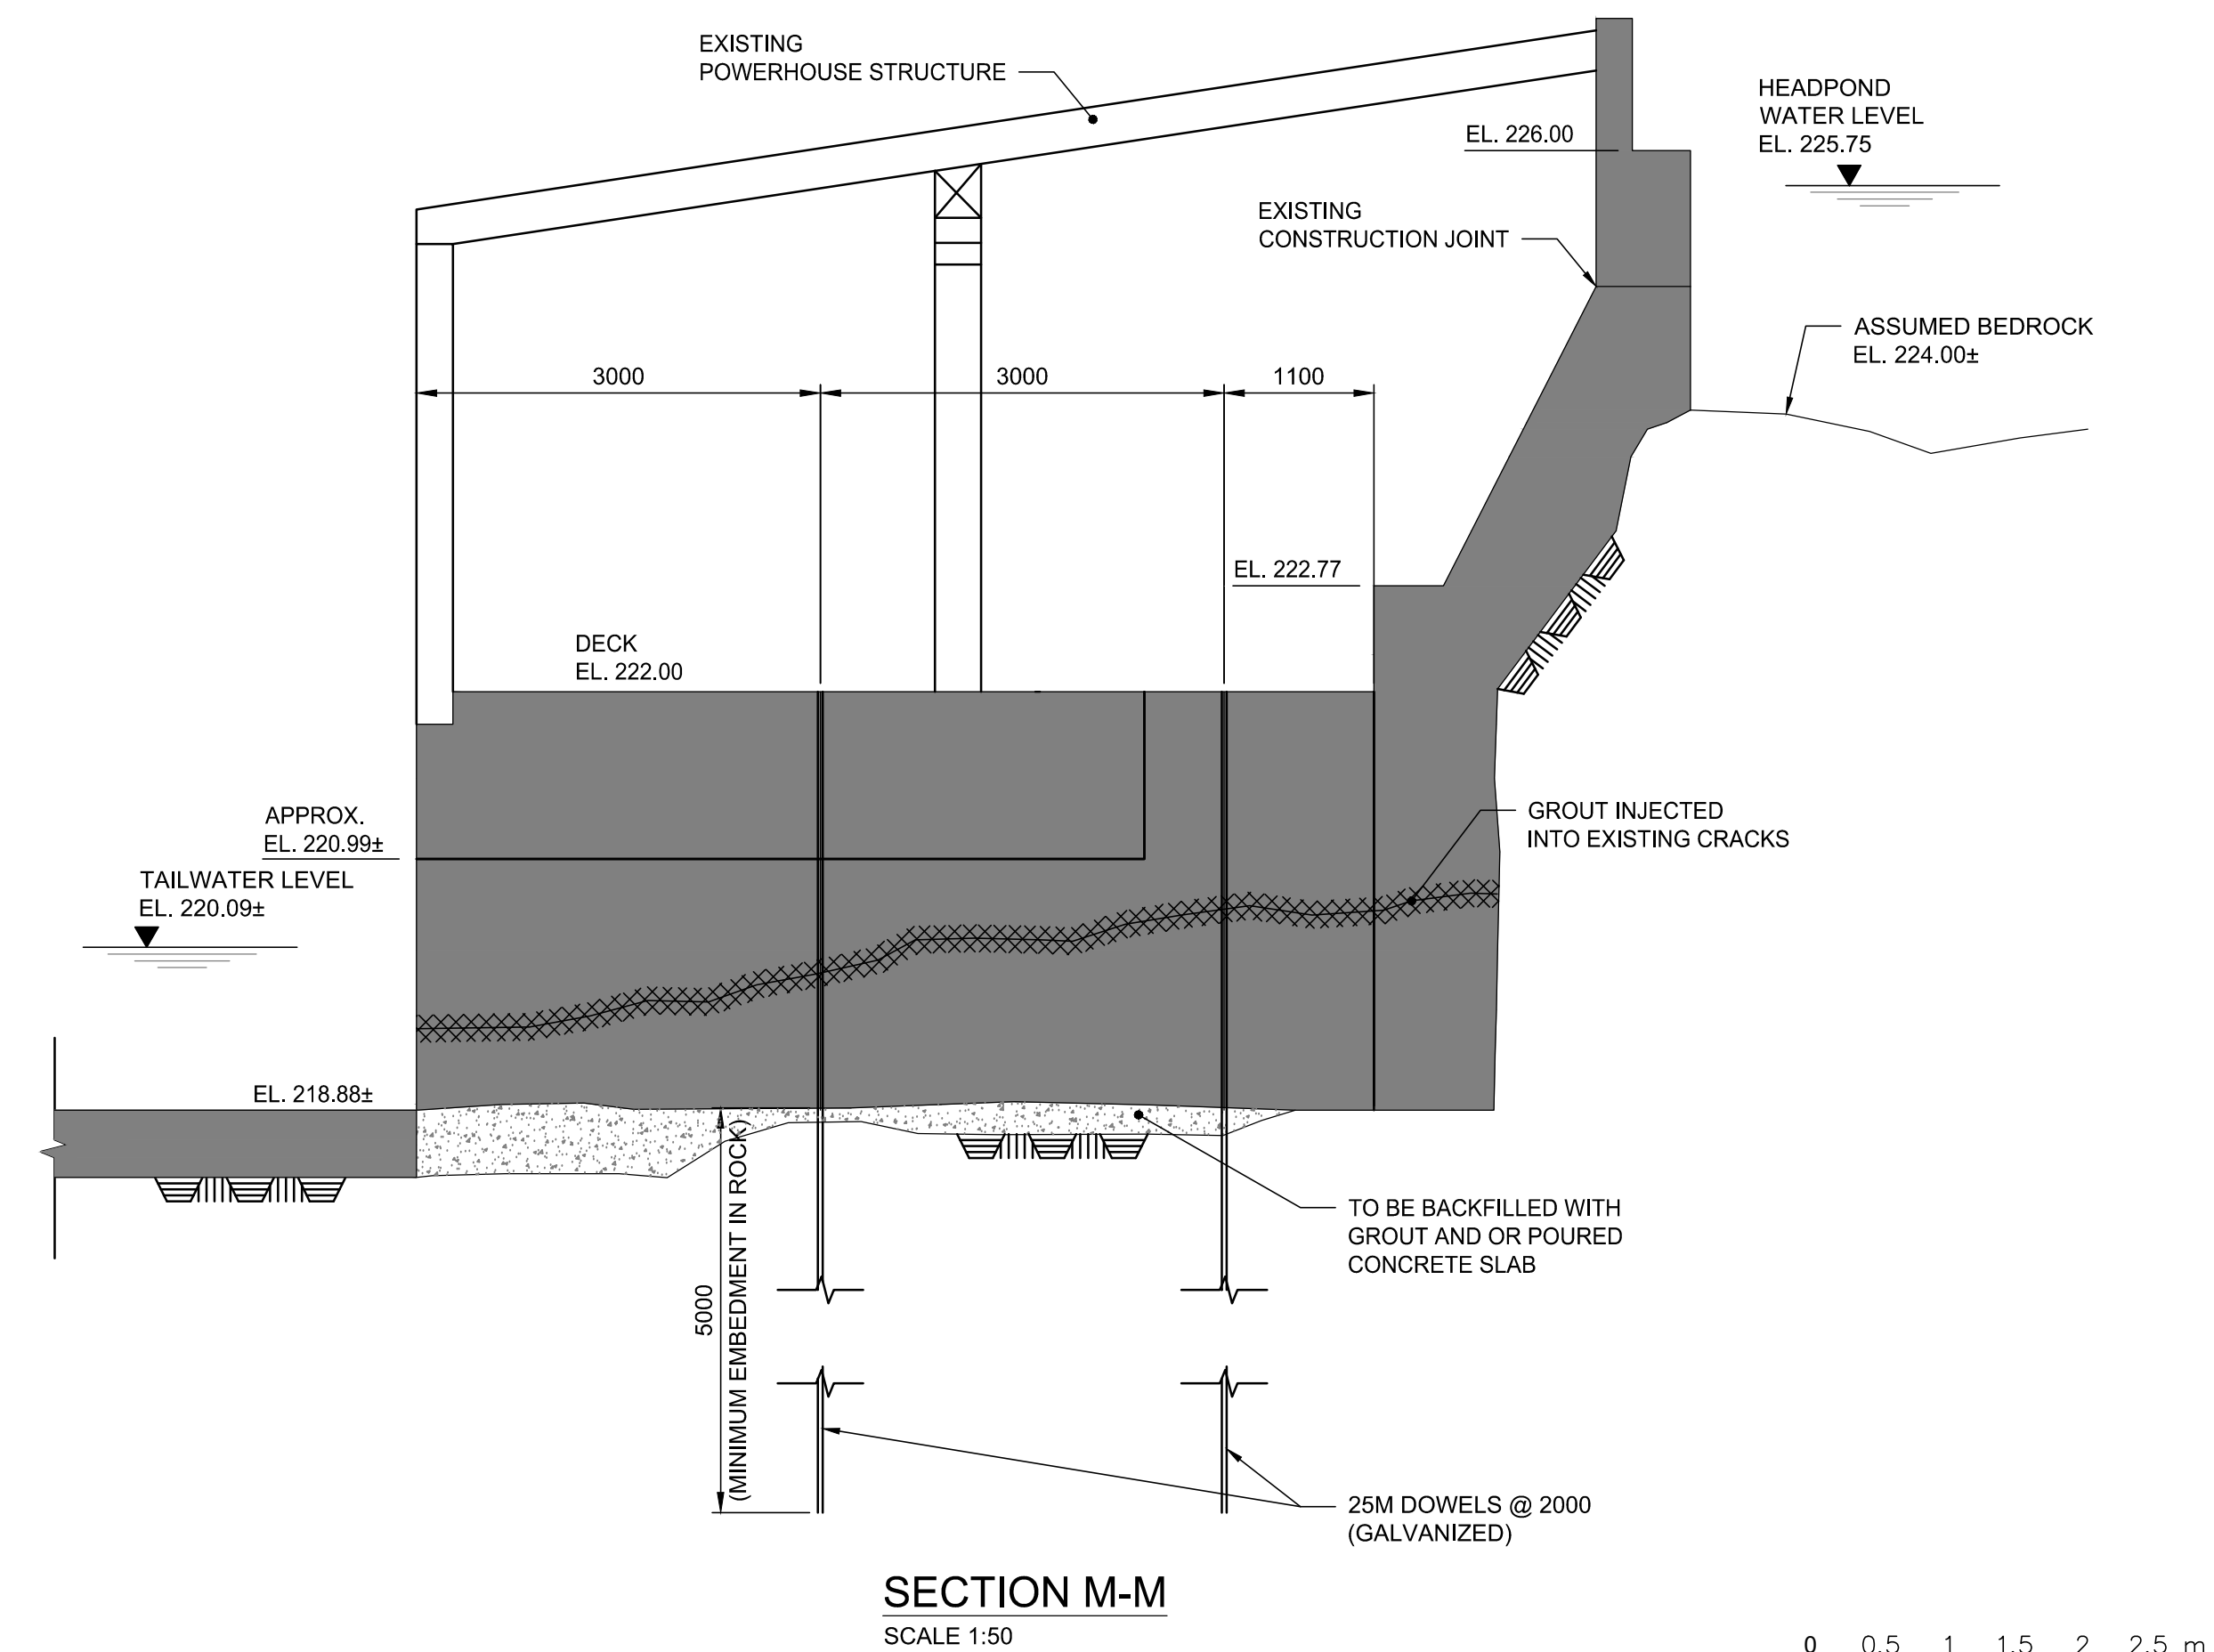 EXISTING
POWERHOUSE STRUCTURE
HEADPOND
WATER LEVEL
EL. 225.75
EL. 226.00
EXISTING
CONSTRUCTION JOINT
ASSUMED BEDROCK
EL. 224.00±
3000
3000
1100
EL. 222.77
DECK
EL. 222.00
APPROX.
EL. 220.99±
GROUT INJECTED
INTO EXISTING CRACKS
TAILWATER LEVEL
EL. 220.09±
EL. 218.88±
5000
(MINIMUM EMBEDMENT IN ROCK)
TO BE BACKFILLED WITH
GROUT AND OR POURED
CONCRETE SLAB
25M DOWELS @ 2000
(GALVANIZED)
SECTION M-M
SCALE 1:50
0 0.5 1 1.5 2 2.5 m